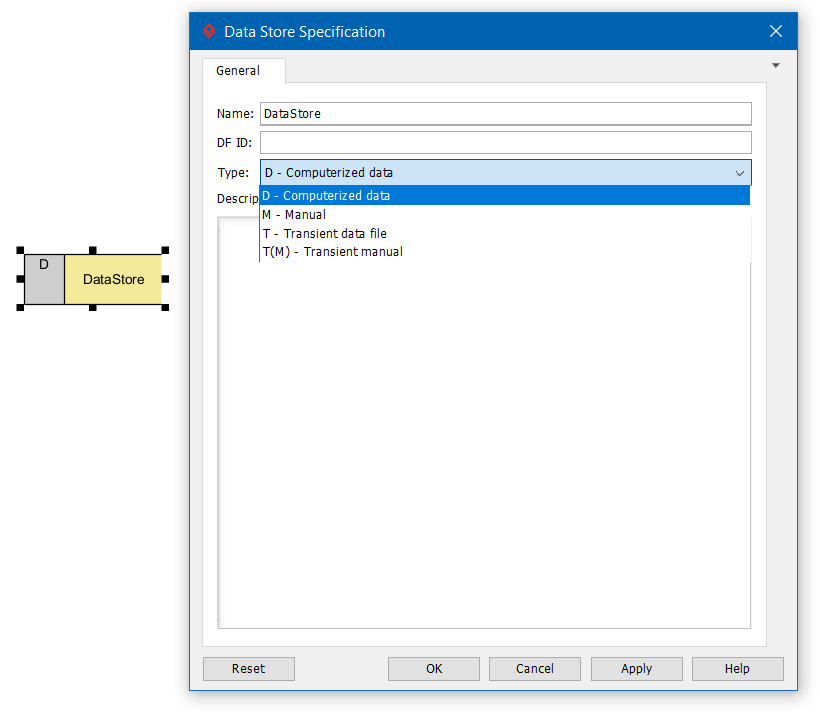 Data Store Specification
General
Name: DataStore
DF ID:
Type: D - Computerized data
Descrip
D - Computerized data
M - Manual
T - Transient data file
T(M) - Transient manual
D
DataStore
Reset OK Cancel Apply Help